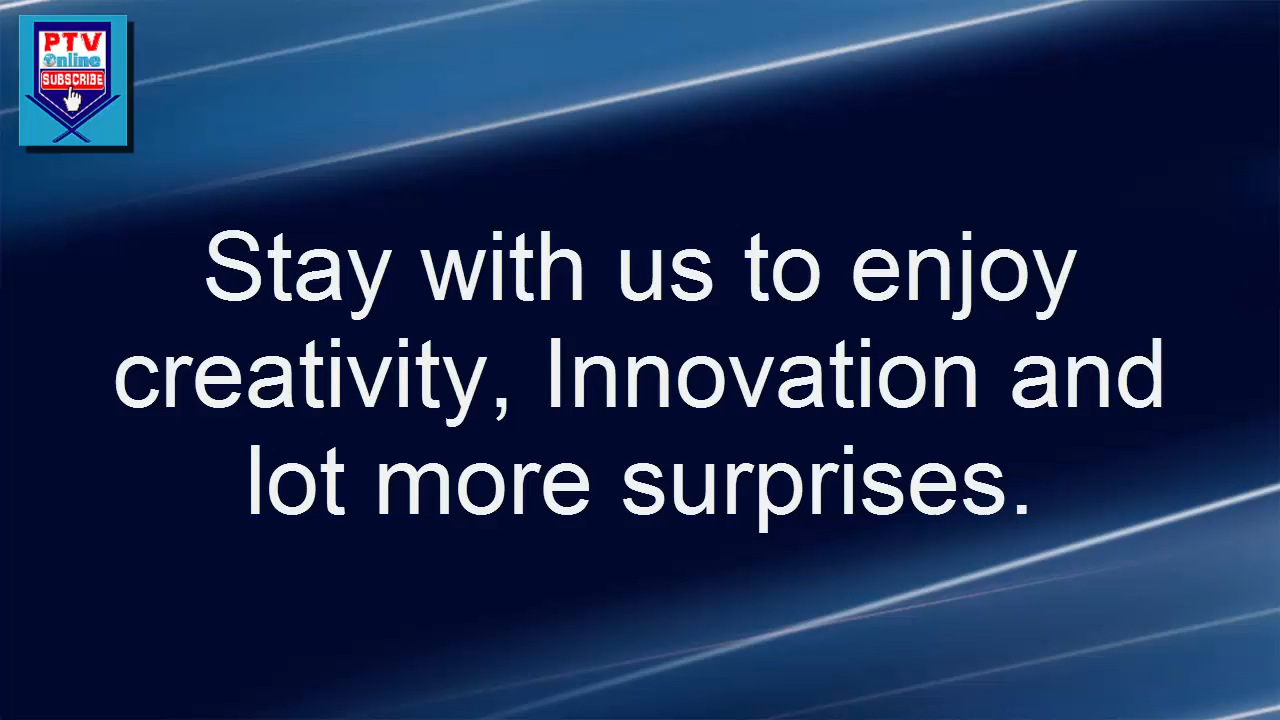 PTV
Online
SUBSCRIBE
Stay with us to enjoy
creativity, Innovation and
lot more surprises.